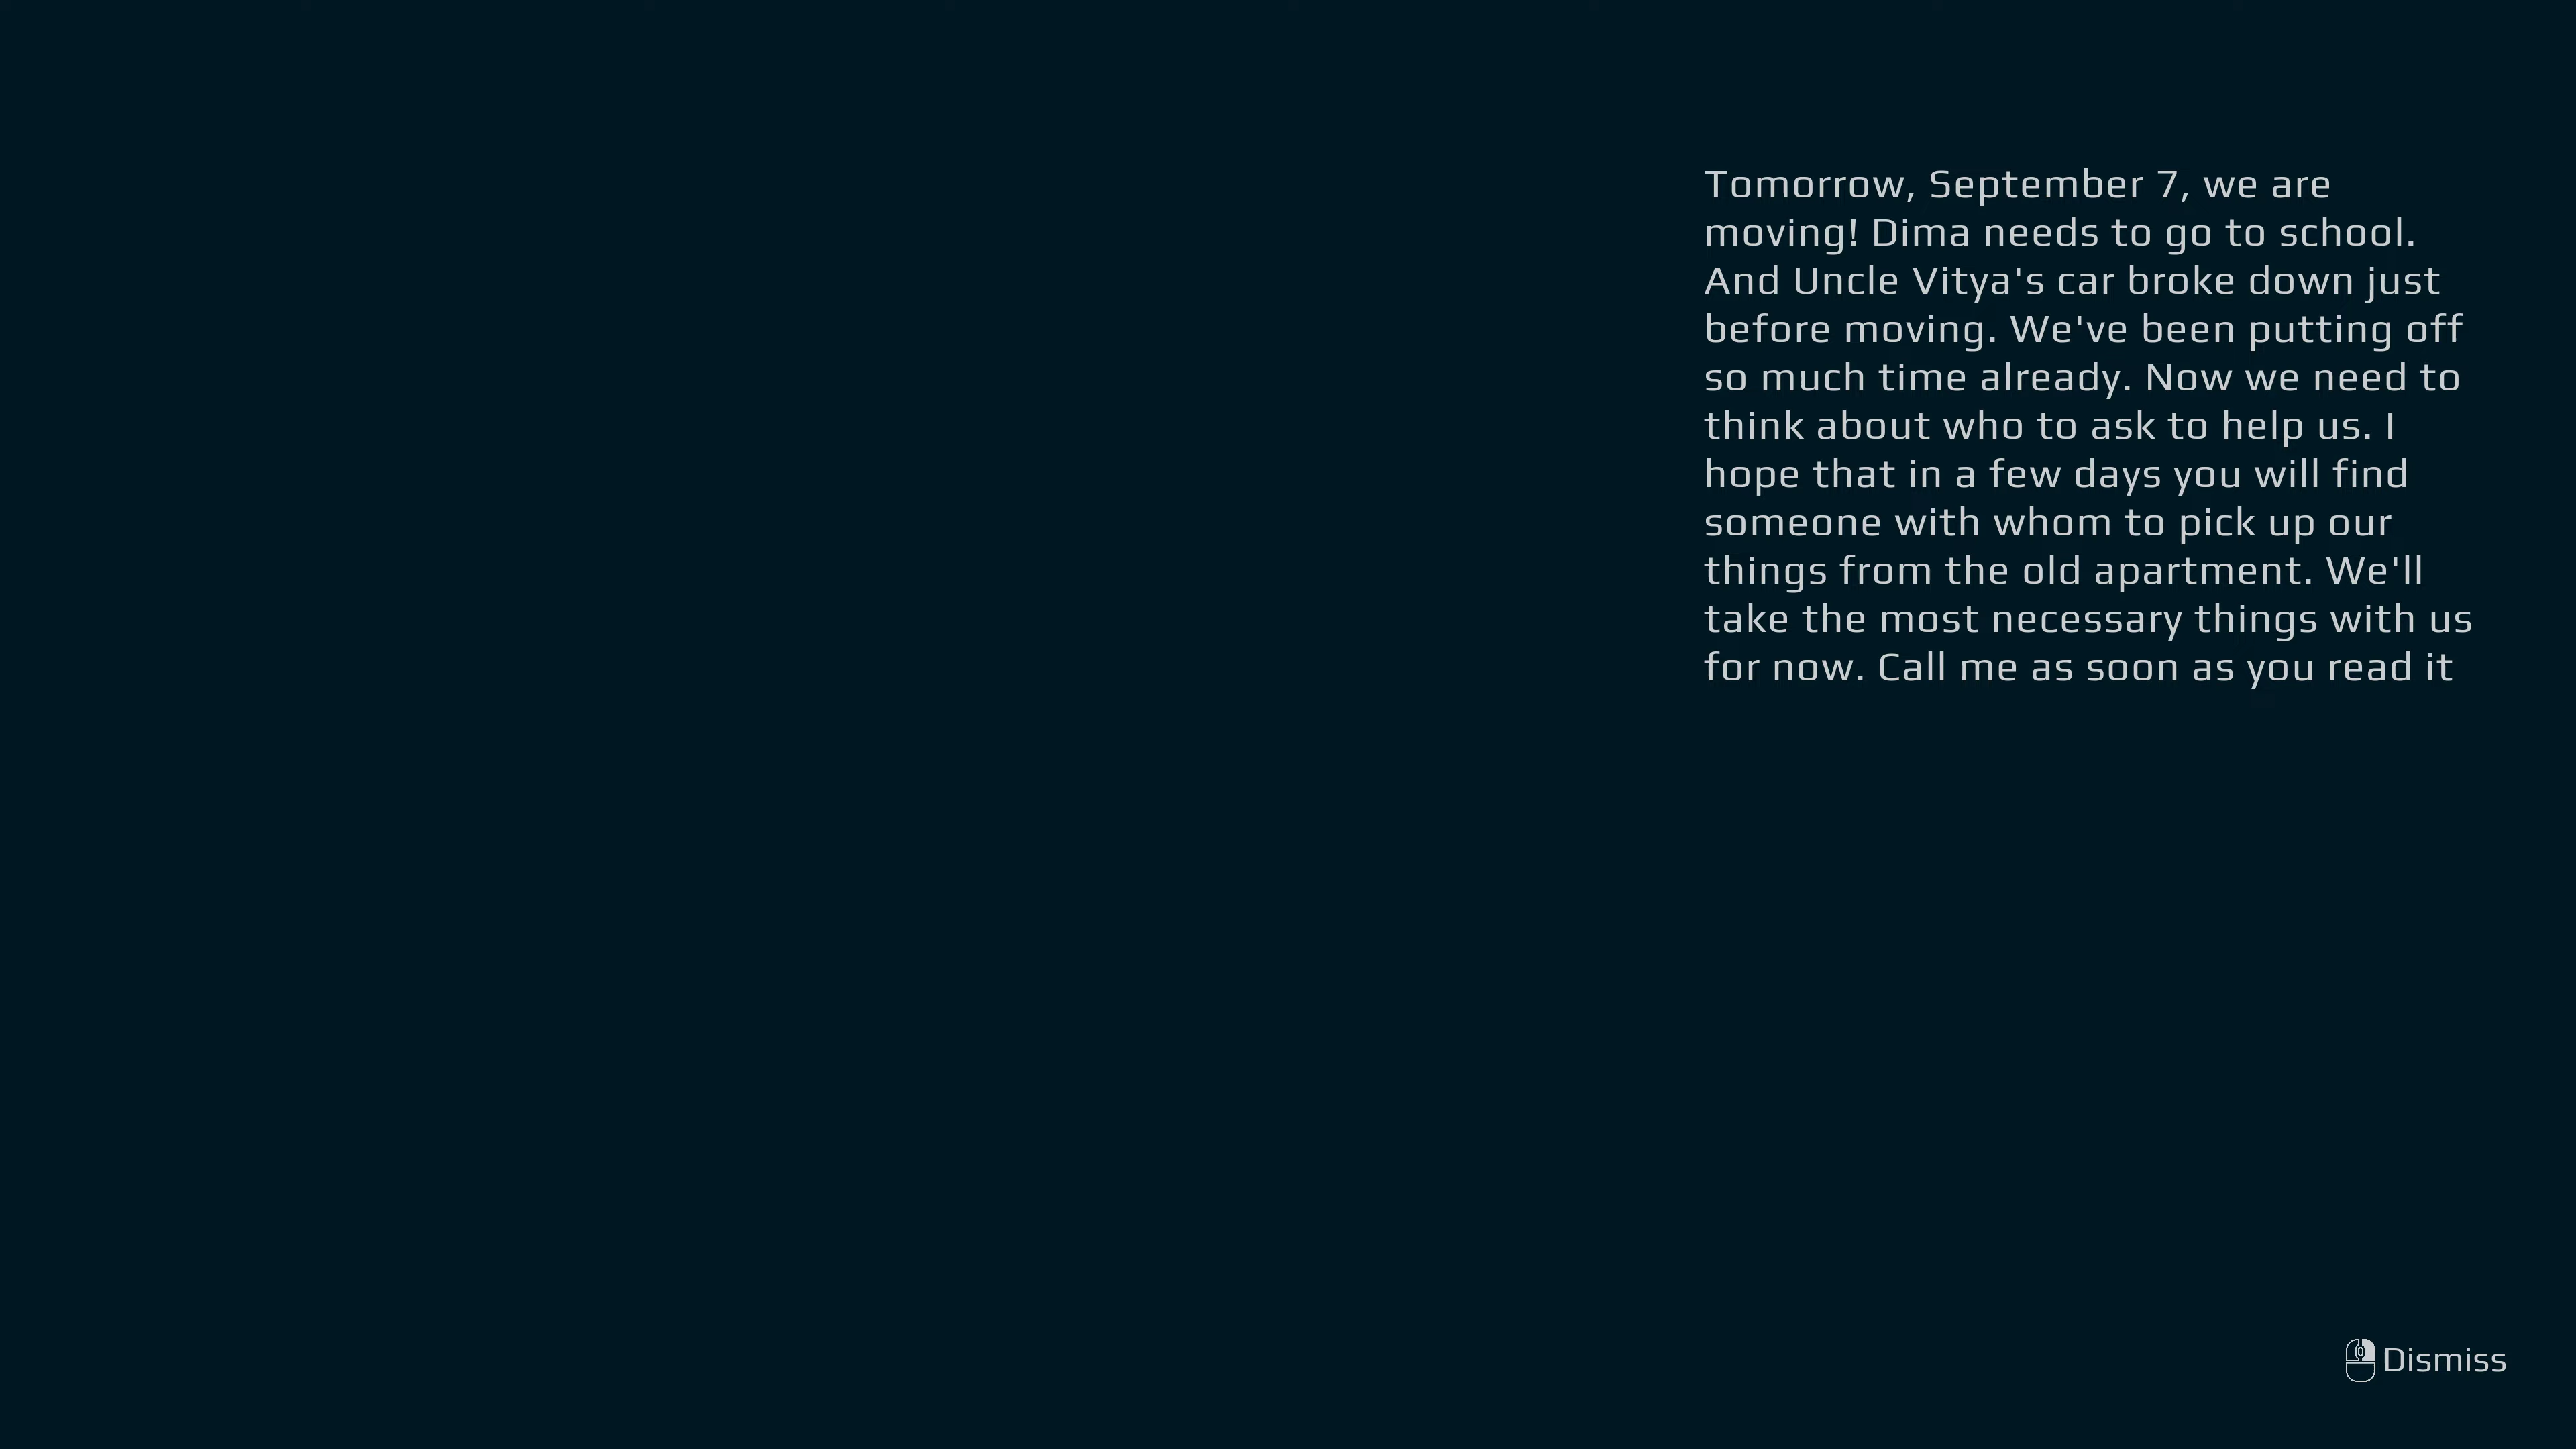 Tomorrow, September 7, we are
moving! Dima needs to go to school.
And Uncle Vitya's car broke down just
before moving. We've been putting off
so much time already. Now we need to
think about who to ask to help us. I
hope that in a few days you will find
someone with whom to pick up our
things from the old apartment. We'll
take the most necessary things with us
for now. Call me as soon as you read it
Dismiss